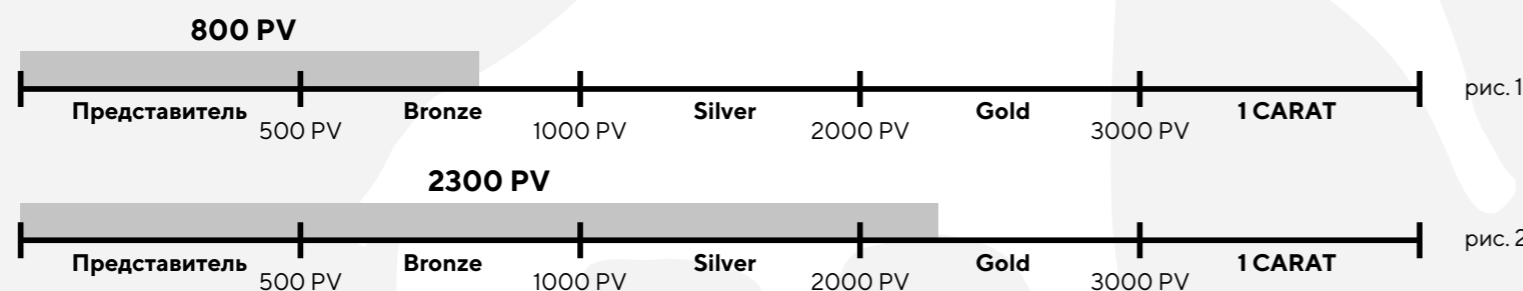 800 PV
Представитель Bronze Silver Gold 1 CARAT рис. 1
500 PV 1000 PV 2000 PV 3000 PV
2300 PV
Представитель Bronze Silver Gold 1 CARAT рис. 2
500 PV 1000 PV 2000 PV 3000 PV